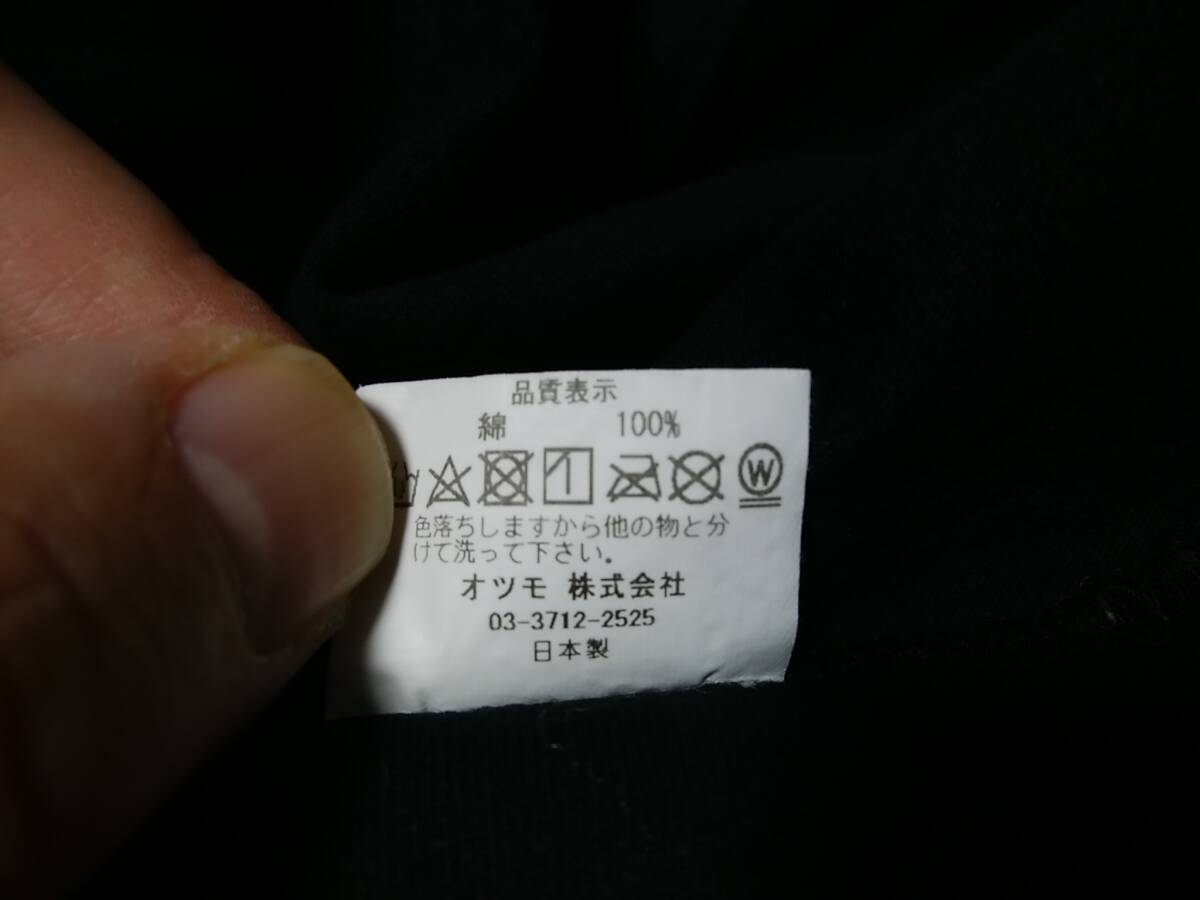 品質表示
綿 100%
W
色落ちしますから他の物と分
けて洗って下さい。
オツモ 株式会社
03-3712-2525
日本製